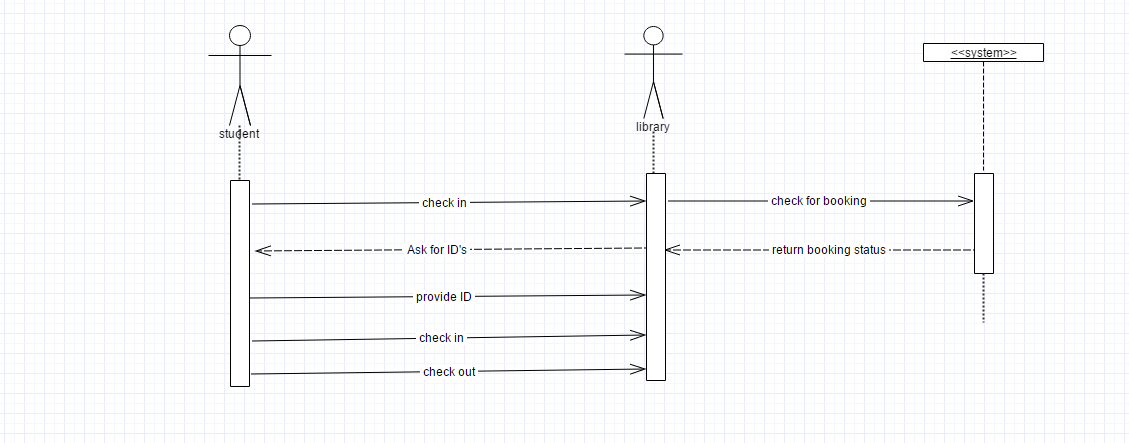 <<system>>
student
library
check in
check for booking
Ask for ID's
return booking status
provide ID
check in
check out